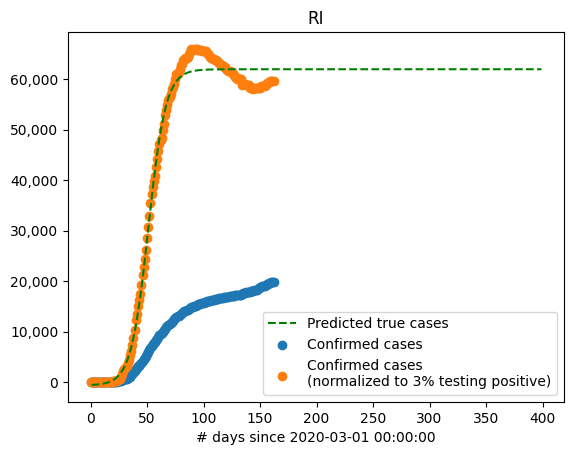 RI
60,000
50,000
40,000
30,000
20,000
10,000
0
Predicted true cases
Confirmed cases
Confirmed cases
(normalized to 3% testing positive)
0 50 100 150 200 250 300 350 400
# days since 2020-03-01 00:00:00